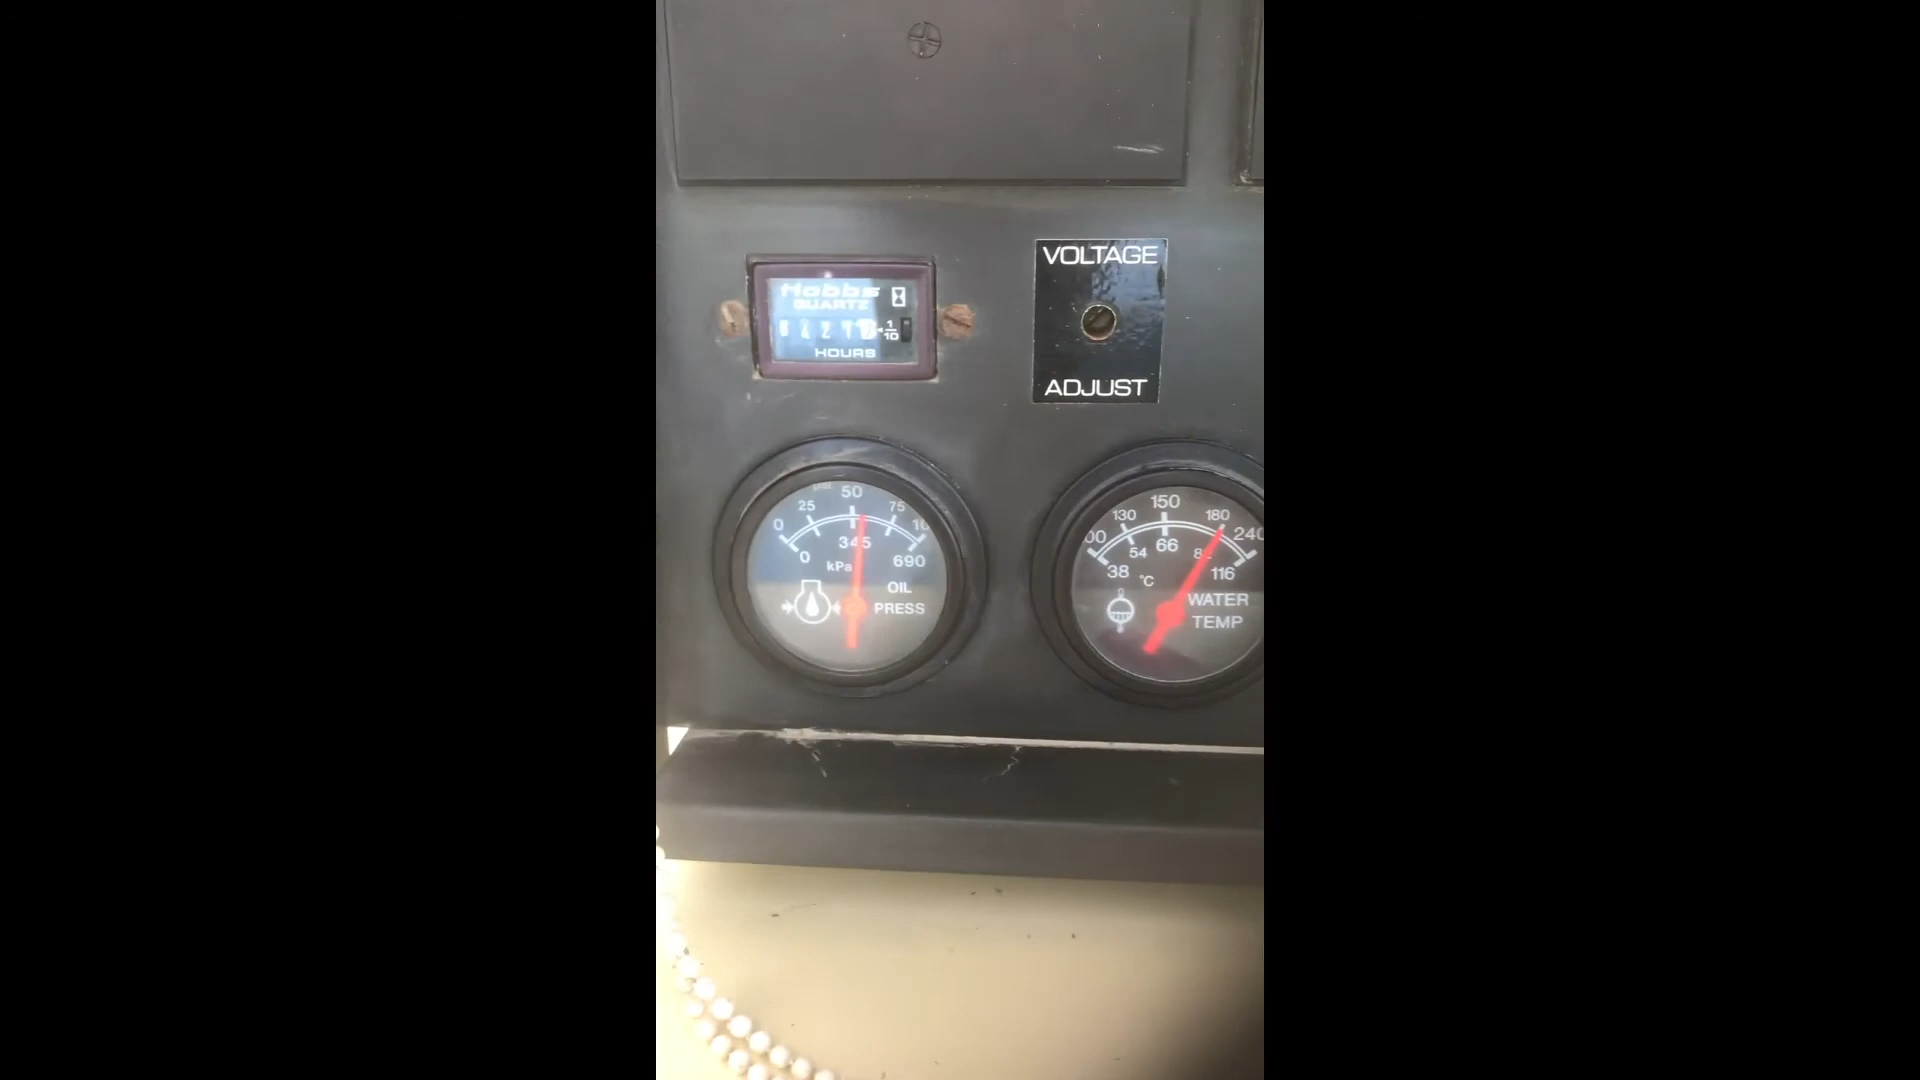 Hobbs
QUARTZ
1/10
HOURS
VOLTAGE
ADJUST
psi
0 25 50 75
0 345 690
kPa
OIL
PRESS
130 150 180
38 54 66 116
°C
WATER
TEMP